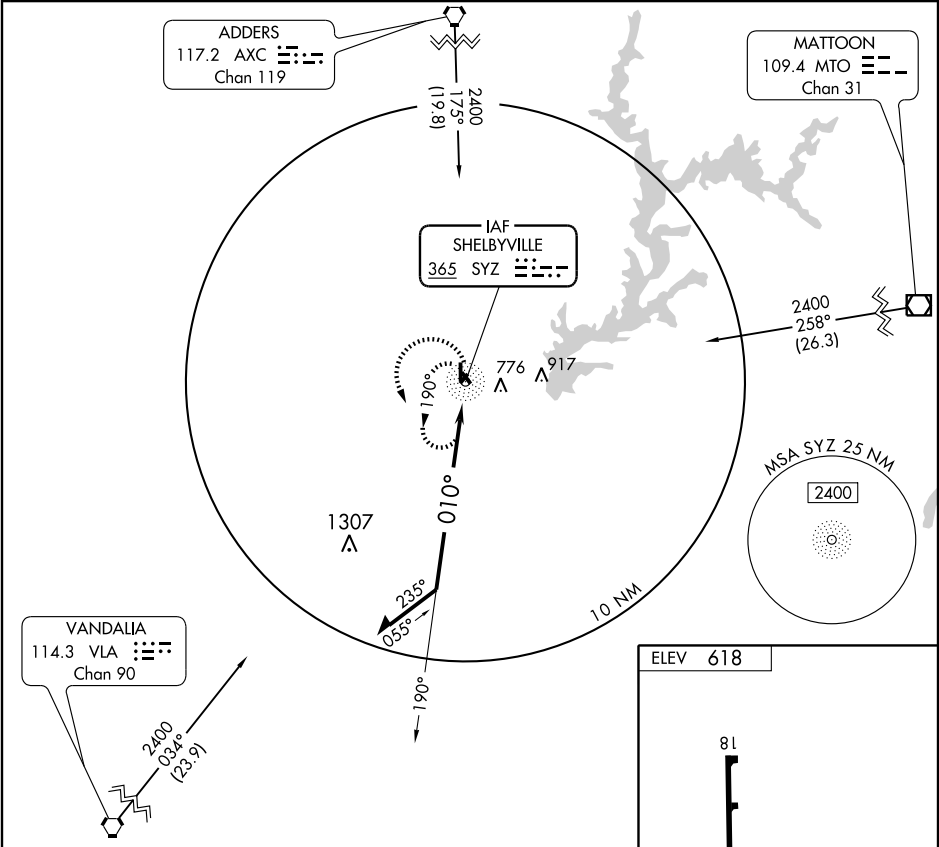 ADDERS
117.2 AXC
Chan 119
2400
175°
(19.8)
MATTOON
109.4 MTO
Chan 31
IAF
SHELBYVILLE
365 SYZ
2400
258°
(26.3)
776
917
190°
010°
1307
MSA SYZ 25 NM
2400
235°
055°
10 NM
190°
VANDALIA
114.3 VLA
Chan 90
2400
034°
(23.9)
ELEV 618
18